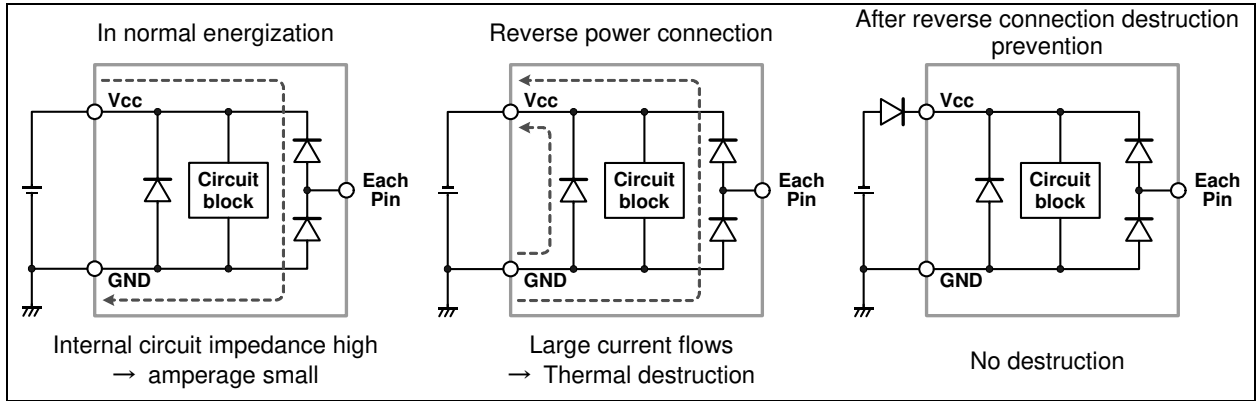 In normal energization
Vcc
Circuit
block
Each
Pin
GND
Internal circuit impedance high
→ amperage small
Reverse power connection
Vcc
Circuit
block
Each
Pin
GND
Large current flows
→ Thermal destruction
After reverse connection destruction
prevention
Vcc
Circuit
block
Each
Pin
GND
No destruction